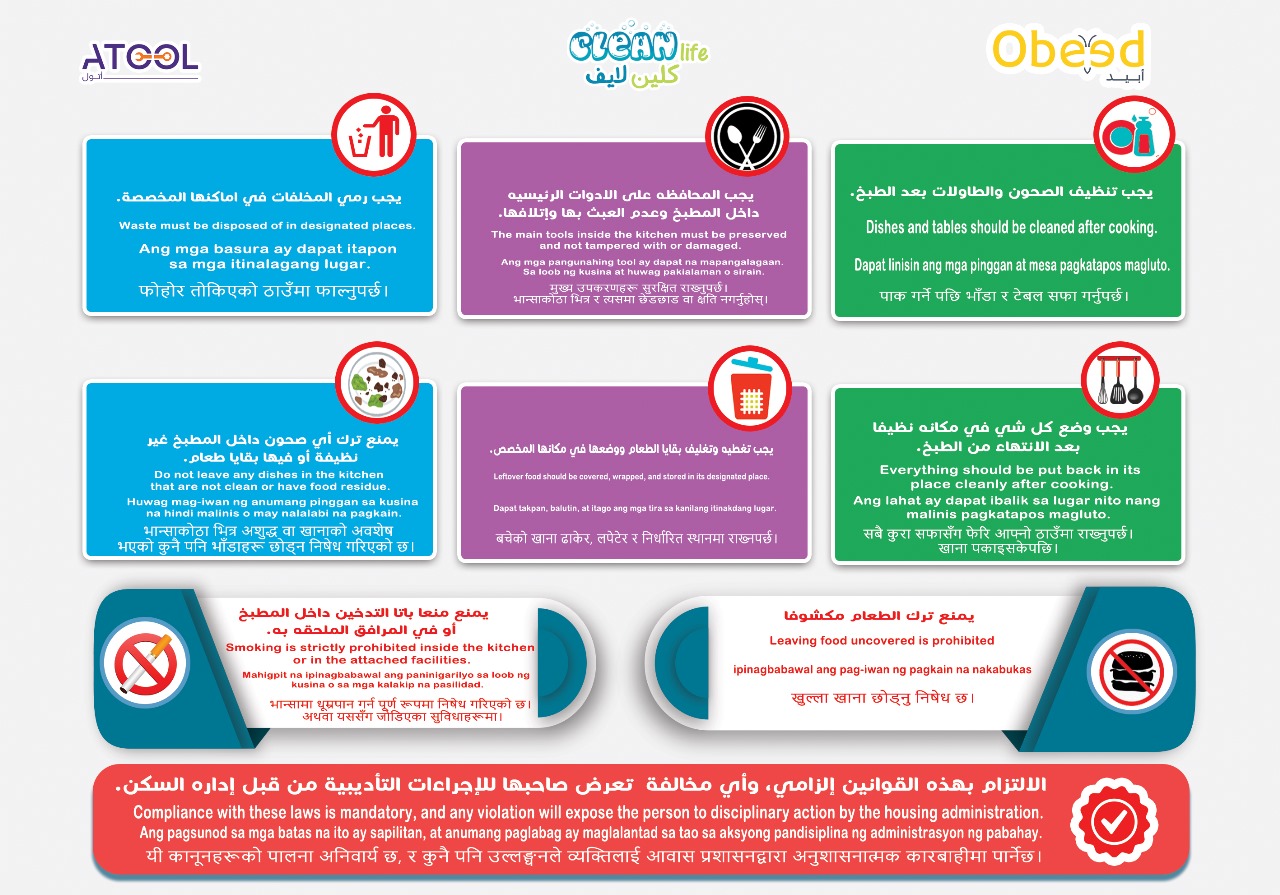 ATOOL
أتـول
CLEAN life
كلين لايف
Obeed
أبـيـد
يجب رمي المخلفات في اماكنها المخصصة.
Waste must be disposed of in designated places.
Ang mga basura ay dapat itapon
sa mga itinalagang lugar.
फोहोर तोकिएको ठाउँमा फाल्नुपर्छ।
يجب المحافظه على الادوات الرئيسيه
داخل المطبخ وعدم العبث بها وإتلافها.
The main tools inside the kitchen must be preserved
and not tampered with or damaged.
Ang mga pangunahing tool ay dapat na mapangalagaan.
Sa loob ng kusina at huwag pakialaman o sirain.
मुख्य उपकरणहरू सुरक्षित राख्नुपर्छ।
भान्साकोठा भित्र र त्यसमा छेडछाड वा क्षति नगर्नुहोस्।
يجب تنظيف الصحون والطاولات بعد الطبخ.
Dishes and tables should be cleaned after cooking.
Dapat linisin ang mga pinggan at mesa pagkatapos magluto.
पाक गर्ने पछि भाँडा र टेबल सफा गर्नुपर्छ।
يمنع ترك أي صحون داخل المطبخ غير
نظيفة أو فيها بقايا طعام.
Do not leave any dishes in the kitchen
that are not clean or have food residue.
Huwag mag-iwan ng anumang pinggan sa kusina
na hindi malinis o may nalalabi na pagkain.
भान्साकोठा भित्र अशुद्ध वा खानाको अवशेष
भएको कुनै पनि भाँडाहरू छोड्न निषेध गरिएको छ।
يجب تغطيه وتغليف بقايا الطعام ووضعها في مكانها المخصص.
Leftover food should be covered, wrapped, and stored in its designated place.
Dapat takpan, balutin, at itago ang mga tira sa kanilang itinakdang lugar.
बचेको खाना ढाकेर, लपेटेर र निर्धारित स्थानमा राख्नपर्छ।
يجب وضع كل شي في مكانه نظيفا
بعد الانتهاء من الطبخ.
Everything should be put back in its
place cleanly after cooking.
Ang lahat ay dapat ibalik sa lugar nito nang
malinis pagkatapos magluto.
सबै कुरा सफासँग फेरि आफ्नो ठाउँमा राख्नुपर्छ।
खाना पकाइसकेपछि।
يمنع منعا باتا التدخين داخل المطبخ
أو في المرافق الملحقه به.
Smoking is strictly prohibited inside the kitchen
or in the attached facilities.
Mahigpit na ipinagbabawal ang paninigarilyo sa loob ng
kusina o sa mga kalakip na pasilidad.
भान्सामा धूम्रपान गर्न पूर्ण रूपमा निषेध गरिएको छ।
अथवा यससँग जोडिएका सुविधाहरूमा।
يمنع ترك الطعام مكشوفا
Leaving food uncovered is prohibited
ipinagbabawal ang pag-iwan ng pagkain na nakabukas
खुल्ला खाना छोड्नु निषेध छ।
الالتزام بهذه القوانين إلزامي، وأي مخالفة تعرض صاحبها للإجراءات التأديبية من قبل إداره السكن.
Compliance with these laws is mandatory, and any violation will expose the person to disciplinary action by the housing administration.
Ang pagsunod sa mga batas na ito ay sapilitan, at anumang paglabag ay maglalantad sa tao sa aksyong pandisiplina ng administrasyon ng pabahay.
यी कानूनहरूको पालना अनिवार्य छ, र कुनै पनि उल्लङ्घनले व्यक्तिलाई आवास प्रशासनद्वारा अनुशासनात्मक कारबाहीमा पार्नेछ।